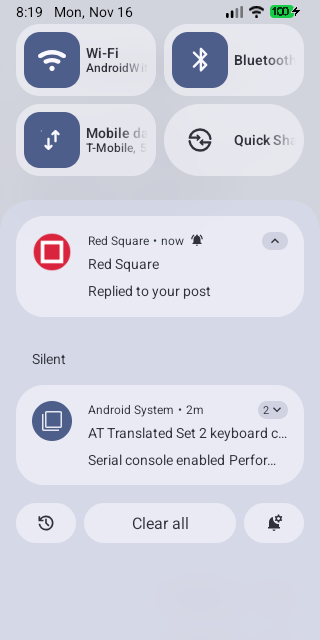 8:19 Mon, Nov 16
100
Wi-Fi
AndroidWi
Bluetooth
Mobile da
T-Mobile, 5
Quick Sha
Red Square • now
Red Square
Replied to your post
Silent
Android System • 2m
2
AT Translated Set 2 keyboard c…
Serial console enabled Perfor…
Clear all